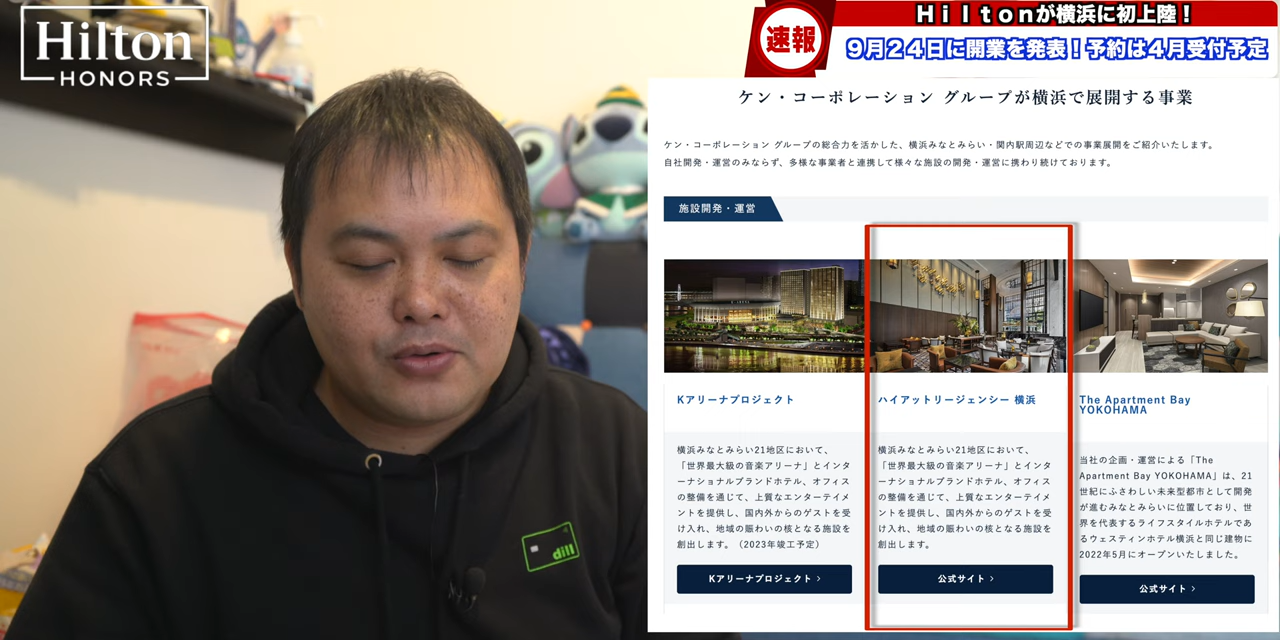 Hilton
HONORS
速報
Hiltonが横浜に初上陸！
9月24日に開業を発表！予約は4月受付予定
ケン・コーポレーション グループが横浜で展開する事業
ケン・コーポレーション グループの総合力を活かした、横浜みなとみらい・関内駅周辺などでの事業展開をご紹介いたします。
自社開発・運営のみならず、多様な事業者と連携して様々な施設の開発・運営に携わり続けております。
施設開発・運営
Kアリーナプロジェクト
横浜みなとみらい21地区において、
「世界最大級の音楽アリーナ」とインタ
ーナショナルブランドホテル、オフィス
の整備を通じて、上質なエンターテイメ
ントを提供し、国内外からのゲストを受
け入れ、地域の賑わいの核となる施設を
創出します。（2023年竣工予定）
Kアリーナプロジェクト ›
ハイアットリージェンシー 横浜
横浜みなとみらい21地区において、
「世界最大級の音楽アリーナ」とインタ
ーナショナルブランドホテル、オフィス
の整備を通じて、上質なエンターテイメ
ントを提供し、国内外からのゲストを受
け入れ、地域の賑わいの核となる施設を
創出します。
公式サイト ›
The Apartment Bay
YOKOHAMA
当社の企画・運営による「The
Apartment Bay YOKOHAMA」は、21
世紀にふさわしい未来型都市として開発
が進むみなとみらいに位置しており、世
界を代表するライフスタイルホテルであ
るウェスティンホテル横浜と同じ建物に
2022年5月にオープンいたしました。
公式サイト ›
dill